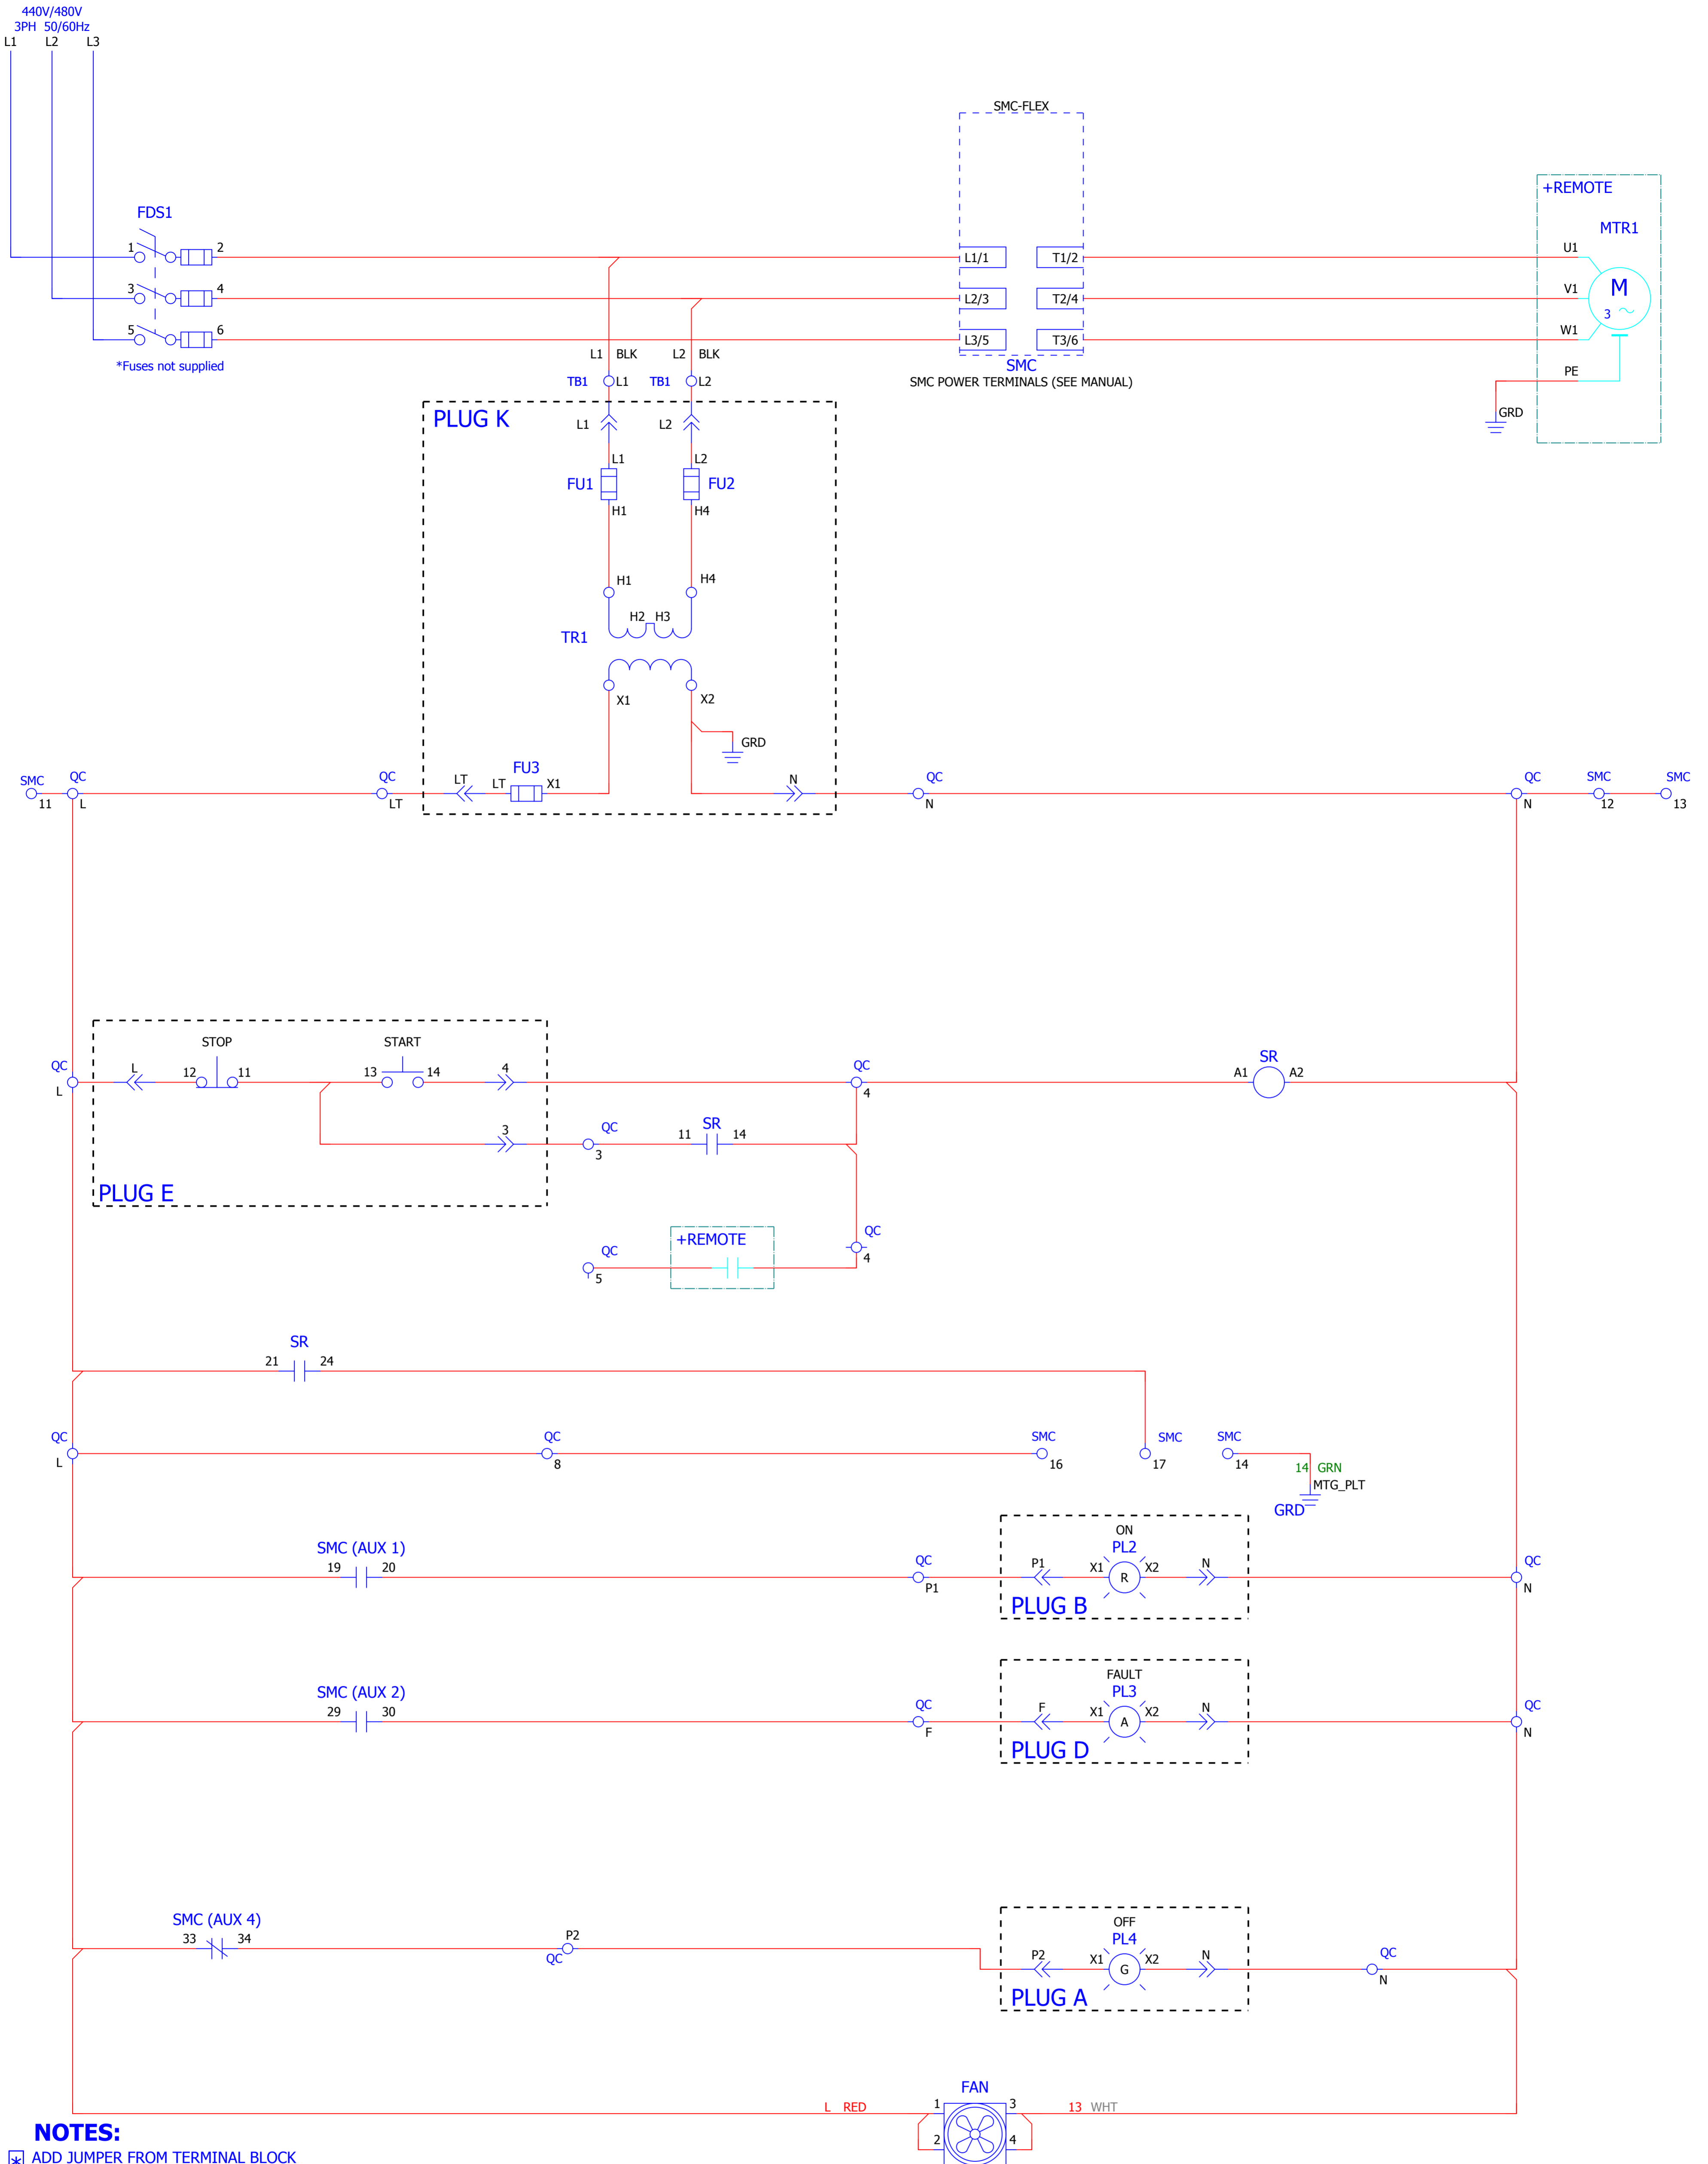 440V/480V
3PH 50/60Hz
L1 L2 L3
SMC-FLEX
+REMOTE
MTR1
FDS1
1 2
L1/1 T1/2
U1
3 4
L2/3 T2/4
V1
M
3
5 6
L3/5 T3/6
W1
*Fuses not supplied
L1 BLK L2 BLK
SMC
SMC POWER TERMINALS (SEE MANUAL)
PE
GRD
TB1 L1 TB1 L2
PLUG K
L1 L2
L1 L2
FU1 FU2
H1 H4
H1 H4
H2 H3
TR1
X1 X2
GRD
SMC QC QC LT LT FU3 X1 N QC QC SMC SMC
11 L LT N N 12 13
STOP START
QC L 12 11 13 14 4 QC SR
L 4 A1 A2
3 QC 11 SR 14
3
PLUG E
QC +REMOTE QC
5 4
SR
21 24
QC QC SMC SMC SMC
L 8 16 17 14
14 GRN
MTG_PLT
GRD
SMC (AUX 1)
19 20
ON
PL2
QC P1 X1 R X2 N QC
P1 N
PLUG B
SMC (AUX 2)
29 30
FAULT
PL3
QC F X1 A X2 N QC
F N
PLUG D
SMC (AUX 4)
33 34
P2
QC
OFF
PL4
P2 X1 G X2 N QC
N
PLUG A
FAN
L RED 1 3 13 WHT
2 4
NOTES:
* ADD JUMPER FROM TERMINAL BLOCK